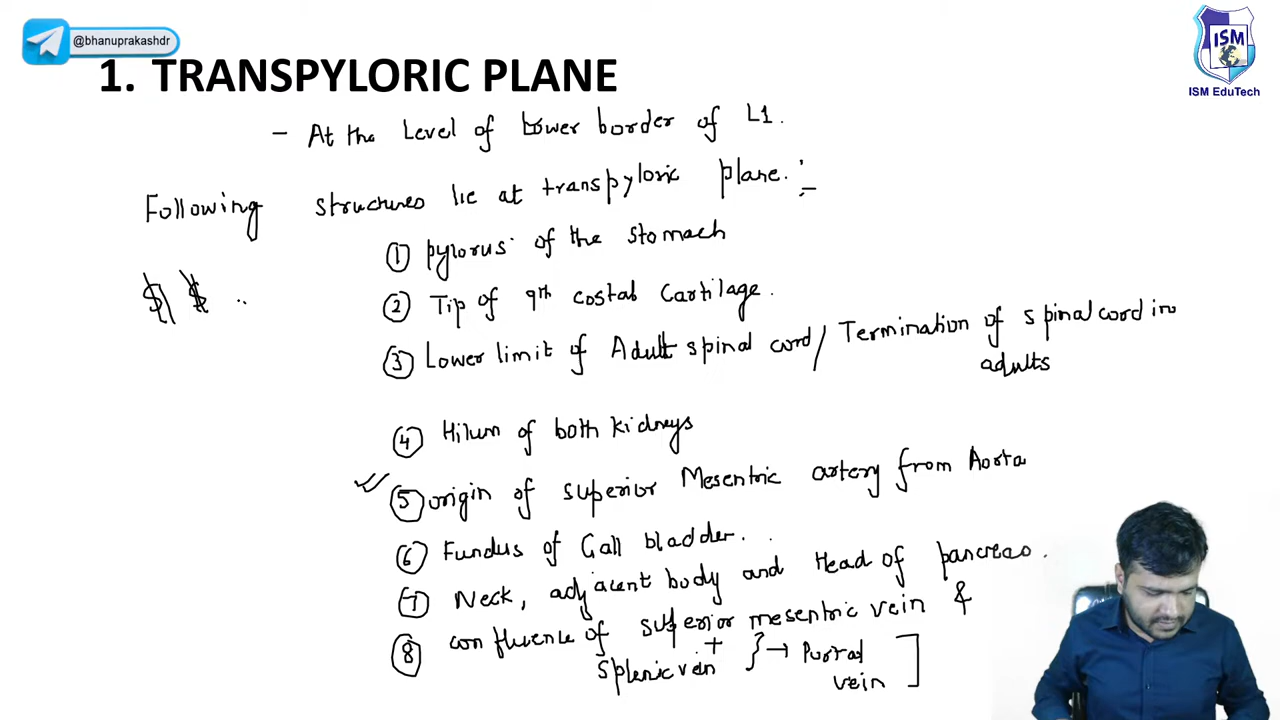 @bhanuprakashdr
ISM
ISM EduTech
1. TRANSPYLORIC PLANE
- At the Level of Lower border of L1.
Following structures lie at transpyloric plane. :-
① pylorus of the stomach
② Tip of 9th costal Cartilage.
③ Lower limit of Adult spinal cord / Termination of spinal cord in
adults
④ Hilum of both kidneys
⑤ origin of superior Mesentric artery from Aorta
⑥ Fundus of Gall bladder.
⑦ Neck, adjacent body and Head of pancreas.
⑧ confluence of superior mesentric vein &
splenic vein + } → Portal
vein ]